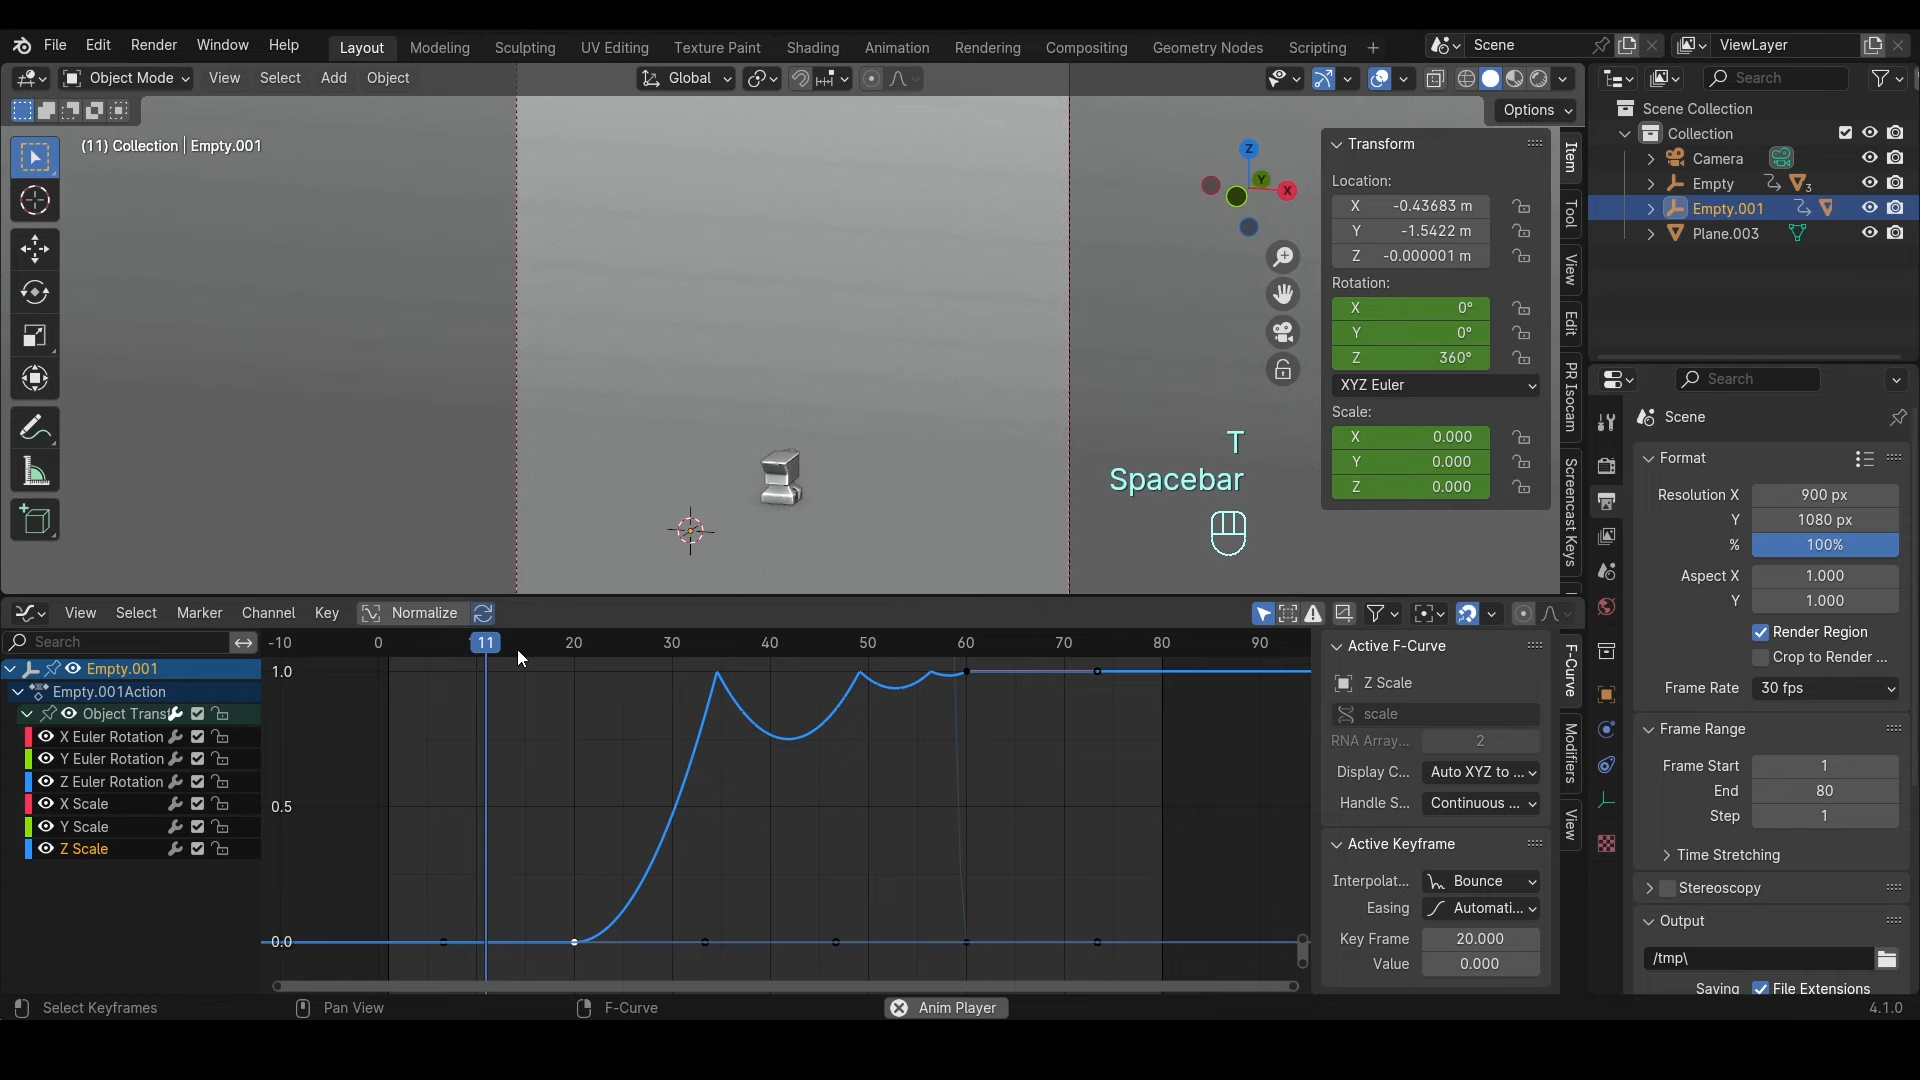 File Edit Render Window Help Layout Modeling Sculpting UV Editing Texture Paint Shading Animation Rendering Compositing Geometry Nodes Scripting + Scene ViewLayer
Object Mode View Select Add Object Global Search
Options
(11) Collection | Empty.001
Z
Y
X
Transform
Location:
X -0.43683 m
Y -1.5422 m
Z -0.000001 m
Rotation:
X 0°
Y 0°
Z 360°
XYZ Euler
Scale:
X 0.000
Y 0.000
Z 0.000
Item
Tool
View
Edit
PR Isocam
Screencast Keys
T
Spacebar
Scene Collection
Collection
Camera
Empty 3
Empty.001
Plane.003
Search
Scene
Format
Resolution X 900 px
Y 1080 px
% 100%
Aspect X 1.000
Y 1.000
Render Region
Crop to Render ...
Frame Rate 30 fps
Frame Range
Frame Start 1
End 80
Step 1
Time Stretching
Stereoscopy
Output
/tmp\
Saving File Extensions
View Select Marker Channel Key Normalize
Search
-10 0 11 20 30 40 50 60 70 80 90
Empty.001
Empty.001Action
Object Transf
X Euler Rotation
Y Euler Rotation
Z Euler Rotation
X Scale
Y Scale
Z Scale
1.0
0.5
0.0
Active F-Curve
Z Scale
scale
RNA Array... 2
Display C... Auto XYZ to ...
Handle S... Continuous ...
Active Keyframe
Interpolat... Bounce
Easing Automati...
Key Frame 20.000
Value 0.000
F-Curve
Modifiers
View
Select Keyframes Pan View F-Curve Anim Player 4.1.0